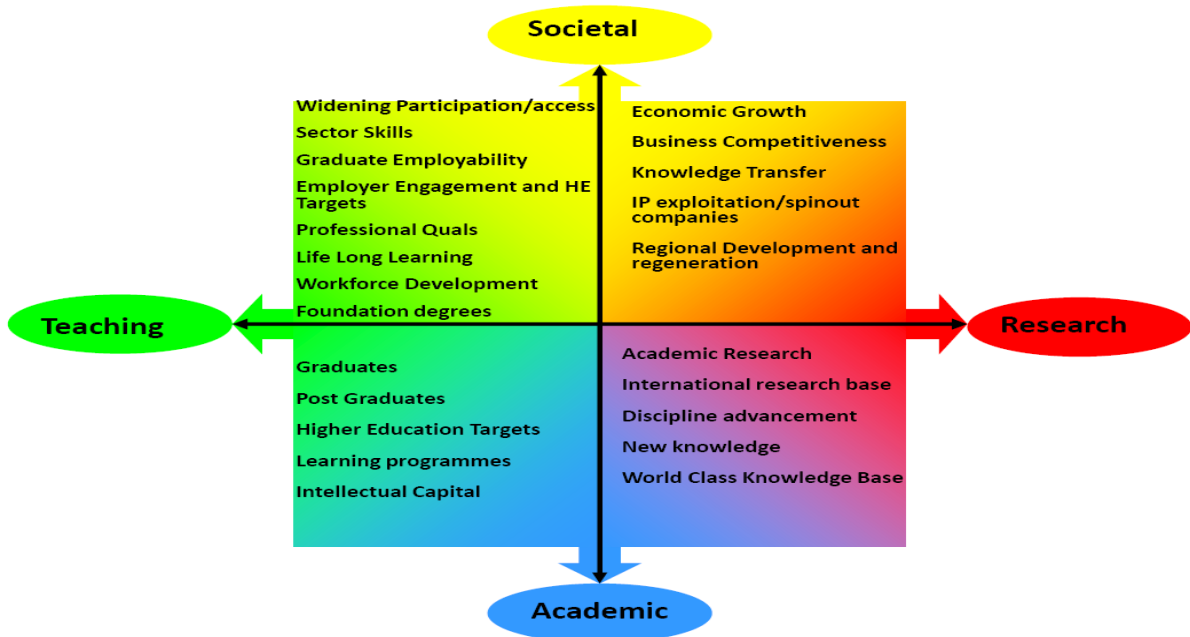 Societal
Widening Participation/access
Sector Skills
Graduate Employability
Employer Engagement and HE
Targets
Professional Quals
Life Long Learning
Workforce Development
Foundation degrees
Economic Growth
Business Competitiveness
Knowledge Transfer
IP exploitation/spinout
companies
Regional Development and
regeneration
Teaching
Research
Graduates
Post Graduates
Higher Education Targets
Learning programmes
Intellectual Capital
Academic Research
International research base
Discipline advancement
New knowledge
World Class Knowledge Base
Academic